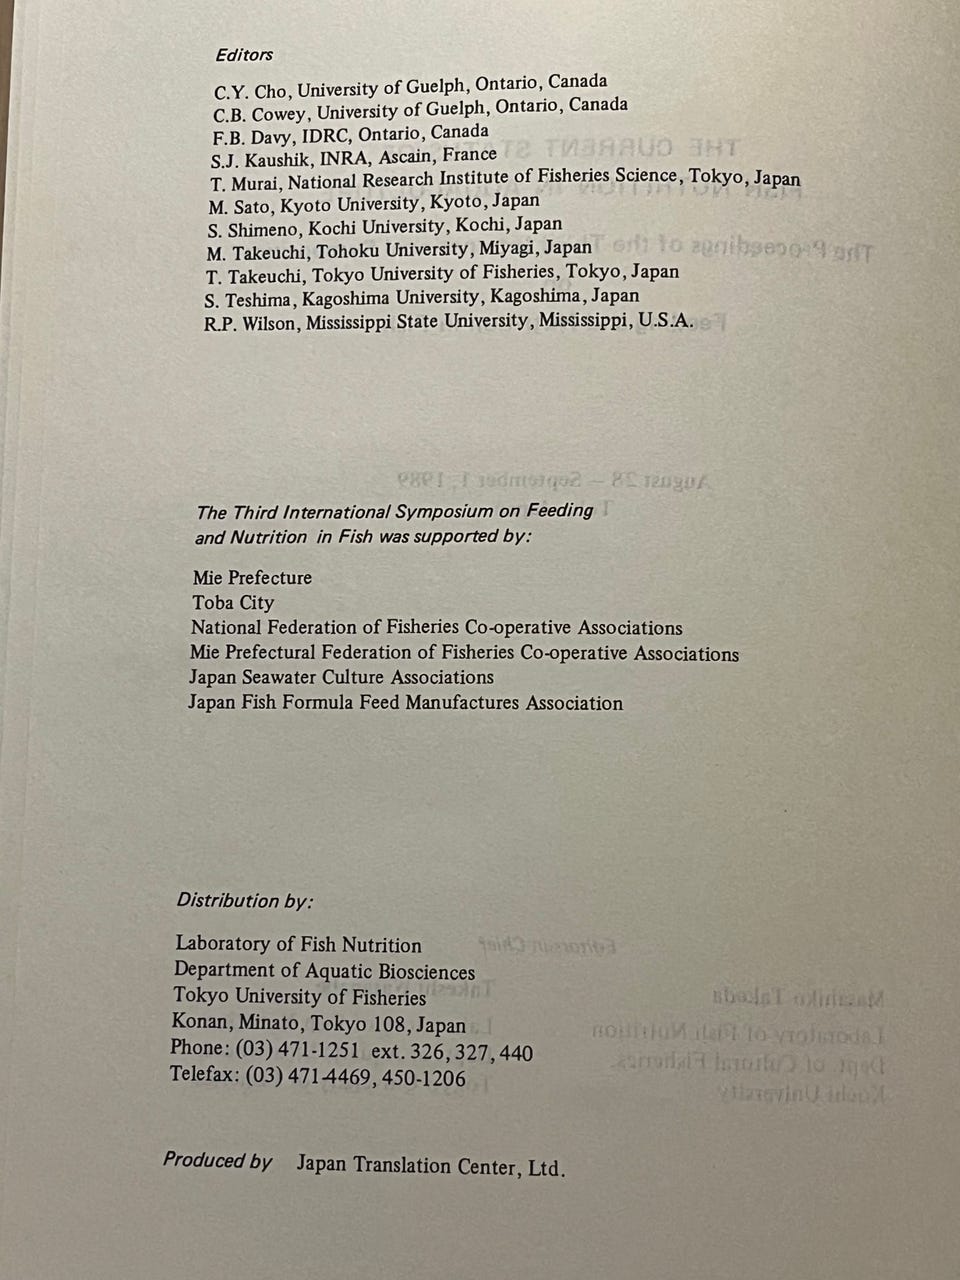 Editors
C.Y. Cho, University of Guelph, Ontario, Canada
C.B. Cowey, University of Guelph, Ontario, Canada
F.B. Davy, IDRC, Ontario, Canada
S.J. Kaushik, INRA, Ascain, France
T. Murai, National Research Institute of Fisheries Science, Tokyo, Japan
M. Sato, Kyoto University, Kyoto, Japan
S. Shimeno, Kochi University, Kochi, Japan
M. Takeuchi, Tohoku University, Miyagi, Japan
T. Takeuchi, Tokyo University of Fisheries, Tokyo, Japan
S. Teshima, Kagoshima University, Kagoshima, Japan
R.P. Wilson, Mississippi State University, Mississippi, U.S.A.
The Third International Symposium on Feeding
and Nutrition in Fish was supported by:
Mie Prefecture
Toba City
National Federation of Fisheries Co-operative Associations
Mie Prefectural Federation of Fisheries Co-operative Associations
Japan Seawater Culture Associations
Japan Fish Formula Feed Manufactures Association
Distribution by:
Laboratory of Fish Nutrition
Department of Aquatic Biosciences
Tokyo University of Fisheries
Konan, Minato, Tokyo 108, Japan
Phone: (03) 471-1251 ext. 326, 327, 440
Telefax: (03) 471-4469, 450-1206
Produced by Japan Translation Center, Ltd.